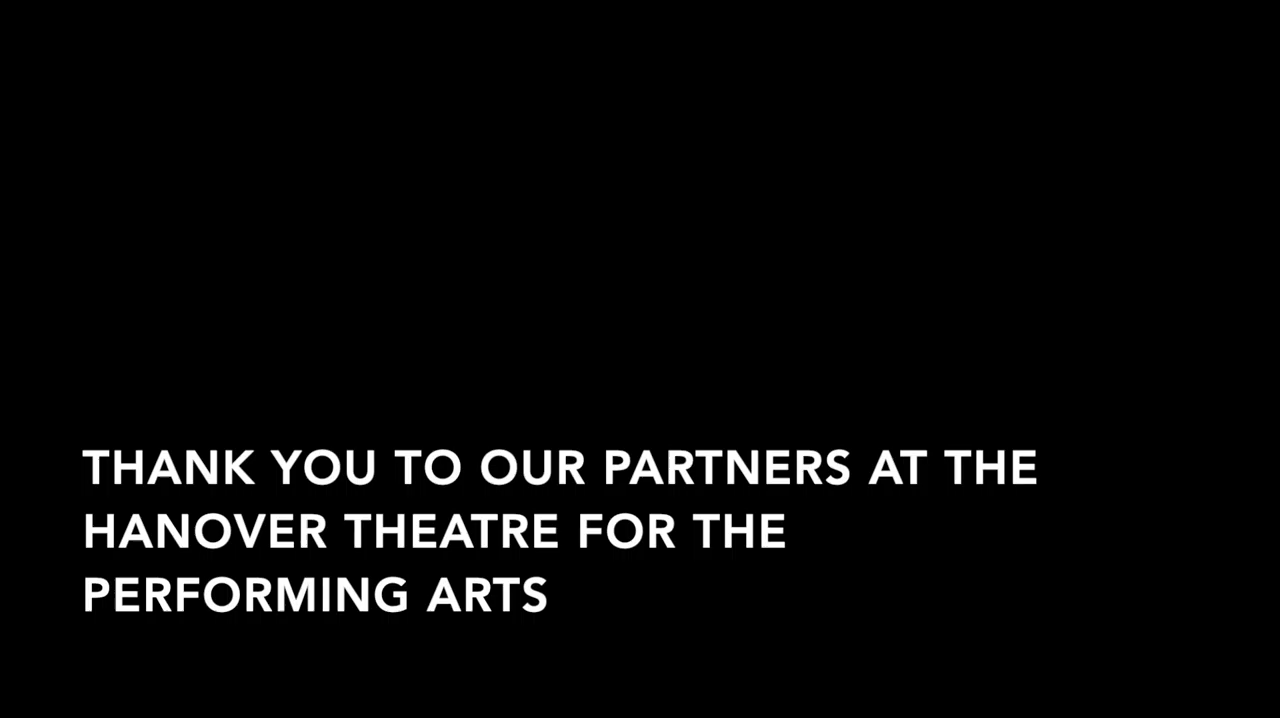 THANK YOU TO OUR PARTNERS AT THE
HANOVER THEATRE FOR THE
PERFORMING ARTS